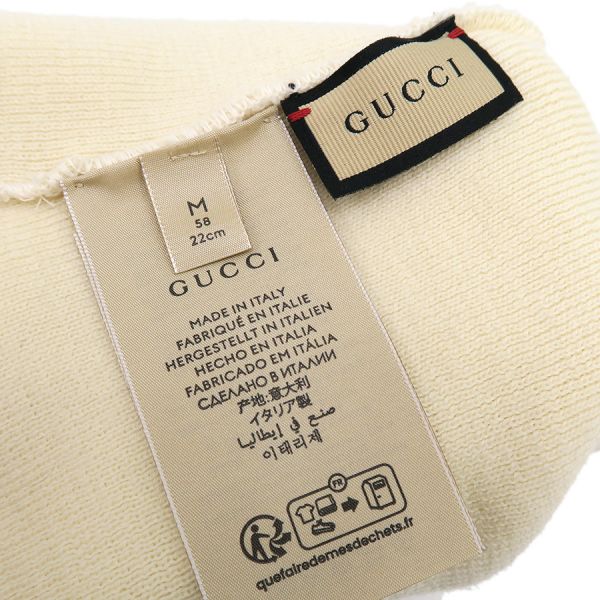 GUCCI
M
58
22cm
GUCCI
MADE IN ITALY
FABRIQUÉ EN ITALIE
HERGESTELLT IN ITALIEN
HECHO EN ITALIA
FABRICADO EM ITÁLIA
СДЕЛАНО В ИТАЛИИ
产地:意大利
イタリア製
صنع في إيطاليا
이태리제
FR
quefairedemesdechets.fr